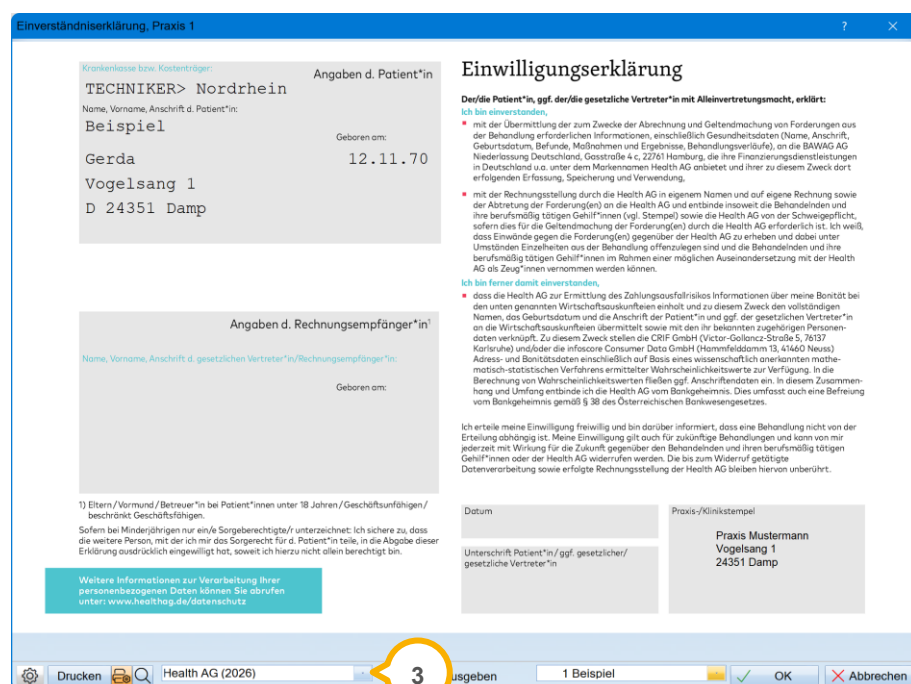 Einverständniserklärung, Praxis 1
?
Krankenkasse bzw. Kostenträger:
Angaben d. Patient*in
TECHNIKER> Nordrhein
Name, Vorname, Anschrift d. Patient*in:
Beispiel
Geboren am:
Gerda
12.11.70
Vogelsang 1
D 24351 Damp
Angaben d. Rechnungsempfänger*in¹
Name, Vorname, Anschrift d. gesetzlichen Vertreter*in/Rechnungsempfänger*in:
Geboren am:
1) Eltern/Vormund/Betreuer*in bei Patient*innen unter 18 Jahren/Geschäftsunfähigen/
beschränkt Geschäftsfähigen.
Sofern bei Minderjährigen nur ein/e Sorgeberechtigte/r unterzeichnet: Ich sichere zu, dass
die weitere Person, mit der ich mir das Sorgerecht für d. Patient*in teile, in die Abgabe dieser
Erklärung ausdrücklich eingewilligt hat, soweit ich hierzu nicht allein berechtigt bin.
Weitere Informationen zur Verarbeitung Ihrer
personenbezogenen Daten können Sie abrufen
unter: www.healthag.de/datenschutz
Einwilligungserklärung
Der/die Patient*in, ggf. der/die gesetzliche Vertreter*in mit Alleinvertretungsmacht, erklärt:
Ich bin einverstanden,
mit der Übermittlung der zum Zwecke der Abrechnung und Geltendmachung von Forderungen aus
der Behandlung erforderlichen Informationen, einschließlich Gesundheitsdaten (Name, Anschrift,
Geburtsdatum, Befunde, Maßnahmen und Ergebnisse, Behandlungsverläufe), an die BAWAG AG
Niederlassung Deutschland, Gasstraße 4 c, 22761 Hamburg, die ihre Finanzierungsdienstleistungen
in Deutschland u.a. unter dem Markennamen Health AG anbietet und ihrer zu diesem Zweck dort
erfolgenden Erfassung, Speicherung und Verwendung,
mit der Rechnungsstellung durch die Health AG in eigenem Namen und auf eigene Rechnung sowie
der Abtretung der Forderung(en) an die Health AG und entbinde insoweit die Behandelnden und
ihre berufsmäßig tätigen Gehilf*innen (vgl. Stempel) sowie die Health AG von der Schweigepflicht,
sofern dies für die Geltendmachung der Forderung(en) durch die Health AG erforderlich ist. Ich weiß,
dass Einwände gegen die Forderung(en) gegenüber der Health AG zu erheben und dabei unter
Umständen Einzelheiten aus der Behandlung offenzulegen sind und die Behandelnden und ihre
berufsmäßig tätigen Gehilf*innen im Rahmen einer möglichen Auseinandersetzung mit der Health
AG als Zeug*innen vernommen werden können.
Ich bin ferner damit einverstanden,
dass die Health AG zur Ermittlung des Zahlungsausfallrisikos Informationen über meine Bonität bei
den unten genannten Wirtschaftsauskunfteien einholt und zu diesem Zweck den vollständigen
Namen, das Geburtsdatum und die Anschrift der Patient*in und ggf. der gesetzlichen Vertreter*in
an die Wirtschaftsauskunfteien übermittelt sowie mit den ihr bekannten zugehörigen Personen-
daten verknüpft. Zu diesem Zweck stellen die CRIF GmbH (Victor-Gollancz-Straße 5, 76137
Karlsruhe) und/oder die infoscore Consumer Data GmbH (Hammfelddamm 13, 41460 Neuss)
Adress- und Bonitätsdaten einschließlich auf Basis eines wissenschaftlich anerkannten mathe-
matisch-statistischen Verfahrens ermittelter Wahrscheinlichkeitswerte zur Verfügung. In die
Berechnung von Wahrscheinlichkeitswerten fließen ggf. Anschriftendaten ein. In diesem Zusammen-
hang und Umfang entbinde ich die Health AG vom Bankgeheimnis. Dies umfasst auch eine Befreiung
vom Bankgeheimnis gemäß § 38 des Österreichischen Bankwesengesetzes.
Ich erteile meine Einwilligung freiwillig und bin darüber informiert, dass eine Behandlung nicht von der
Erteilung abhängig ist. Meine Einwilligung gilt auch für zukünftige Behandlungen und kann von mir
jederzeit mit Wirkung für die Zukunft gegenüber den Behandelnden und ihren berufsmäßig tätigen
Gehilf*innen oder der Health AG widerrufen werden. Die bis zum Widerruf getätigte
Datenverarbeitung sowie erfolgte Rechnungsstellung der Health AG bleiben hiervon unberührt.
Datum
Unterschrift Patient*in/ ggf. gesetzlicher/
gesetzliche Vertreter*in
Praxis-/Klinikstempel
Praxis Mustermann
Vogelsang 1
24351 Damp
Drucken
Health AG (2026)
3
usgeben
1 Beispiel
OK
Abbrechen